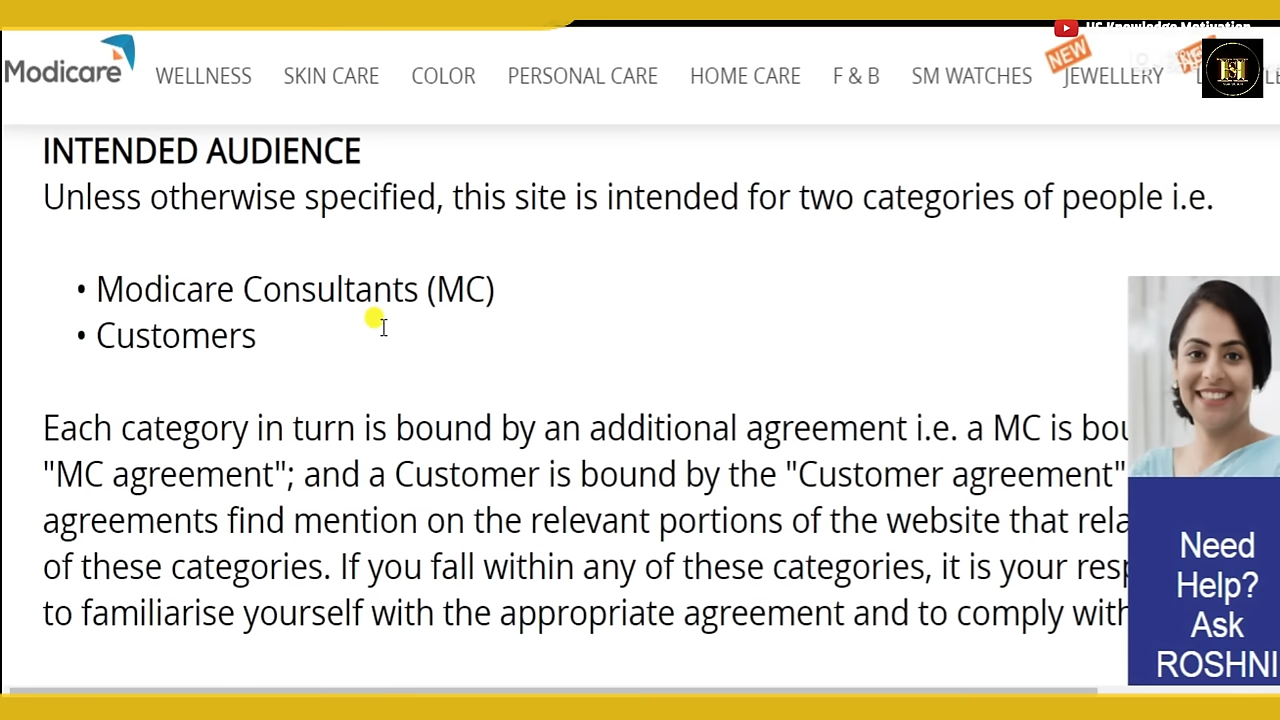 HS Knowledge Motivation
Modicare
WELLNESS SKIN CARE COLOR PERSONAL CARE HOME CARE F & B SM WATCHES NEW JEWELLERY
INTENDED AUDIENCE
Unless otherwise specified, this site is intended for two categories of people i.e.
• Modicare Consultants (MC)
• Customers
Each category in turn is bound by an additional agreement i.e. a MC is
"MC agreement"; and a Customer is bound by the "Customer agreement"
agreements find mention on the relevant portions of the website that
of these categories. If you fall within any of these categories, it is your
to familiarise yourself with the appropriate agreement and to comply with
Need
Help?
Ask
ROSHNI